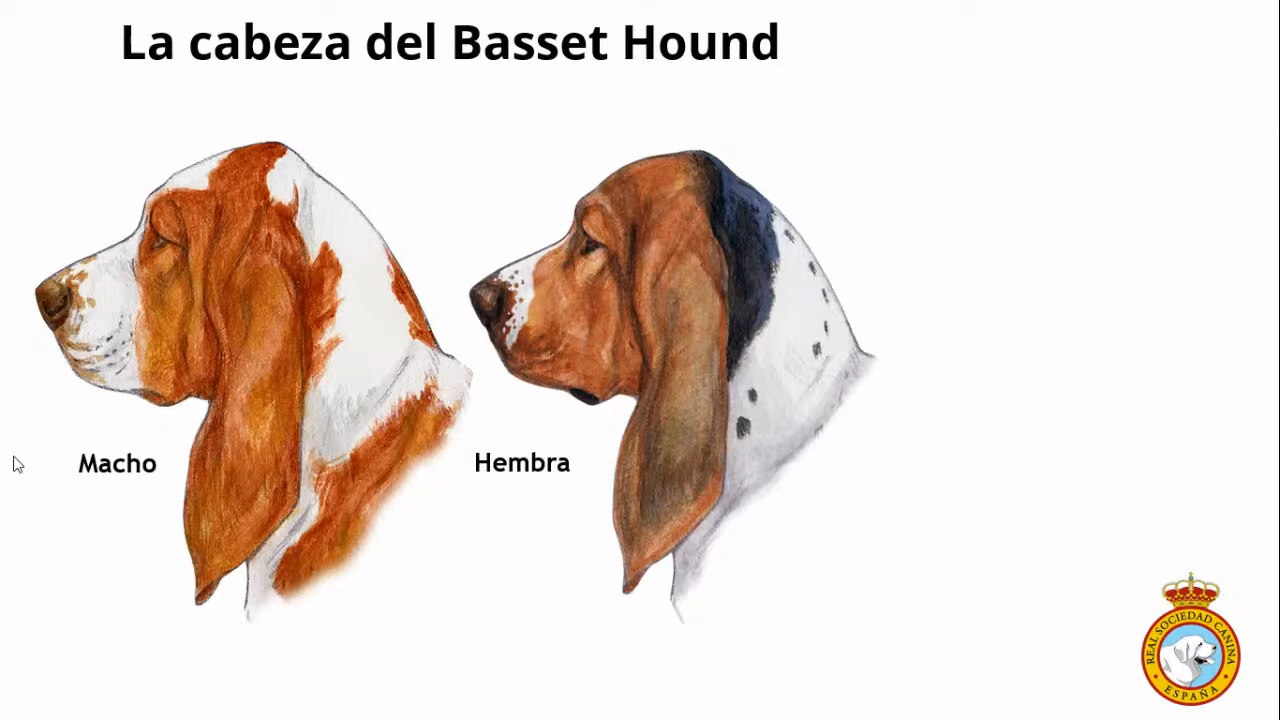 La cabeza del Basset Hound
Macho
Hembra
REAL SOCIEDAD CANINA
ESPAÑA